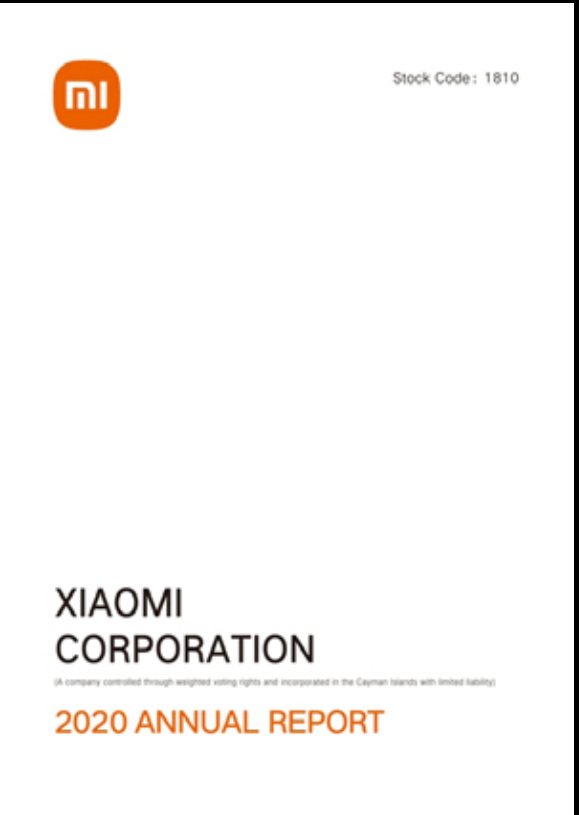 mi
Stock Code: 1810
XIAOMI
CORPORATION
(A company controlled through weighted voting rights and incorporated in the Cayman Islands with limited liability)
2020 ANNUAL REPORT